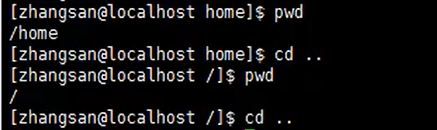 [zhangsan@localhost home]$ pwd
/home
[zhangsan@localhost home]$ cd ..
[zhangsan@localhost /]$ pwd
/
[zhangsan@localhost /]$ cd ..